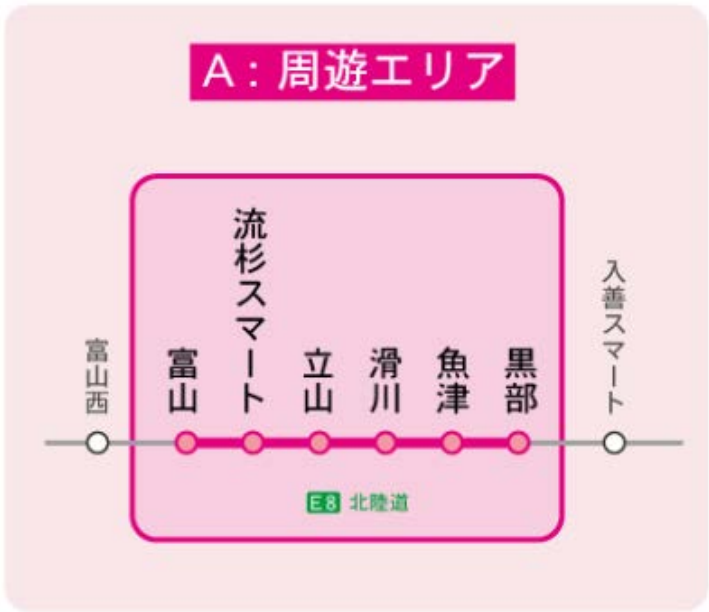 A：周遊エリア
富山西
富山
流杉スマート
立山
滑川
魚津
黒部
入善スマート
E8 北陸道